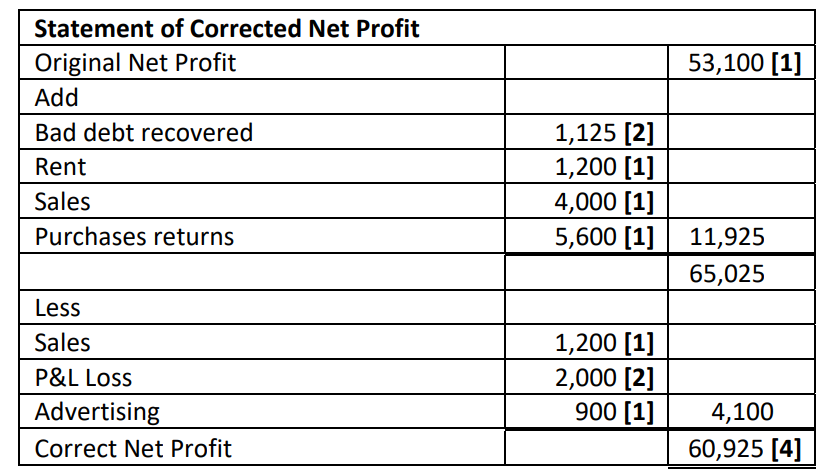 Statement of Corrected Net Profit
Original Net Profit 53,100 [1]
Add
Bad debt recovered 1,125 [2]
Rent 1,200 [1]
Sales 4,000 [1]
Purchases returns 5,600 [1] 11,925
65,025
Less
Sales 1,200 [1]
P&L Loss 2,000 [2]
Advertising 900 [1] 4,100
Correct Net Profit 60,925 [4]